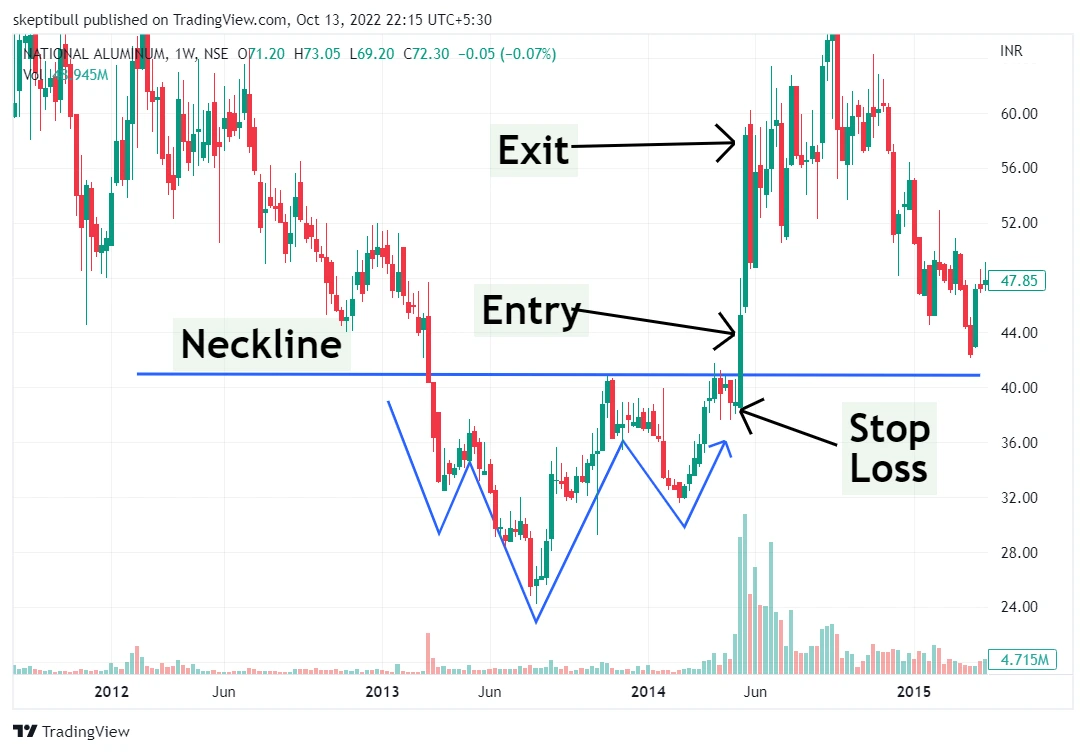 skeptibull published on TradingView.com, Oct 13, 2022 22:15 UTC+5:30
NATIONAL ALUMINUM, 1W, NSE O71.20 H73.05 L69.20 C72.30 −0.05 (−0.07%)
INR
Vol
60.00
Exit
56.00
52.00
47.85
Entry
44.00
Neckline
40.00
Stop
Loss
36.00
32.00
28.00
24.00
4.715M
2012 Jun 2013 Jun 2014 Jun 2015
TradingView